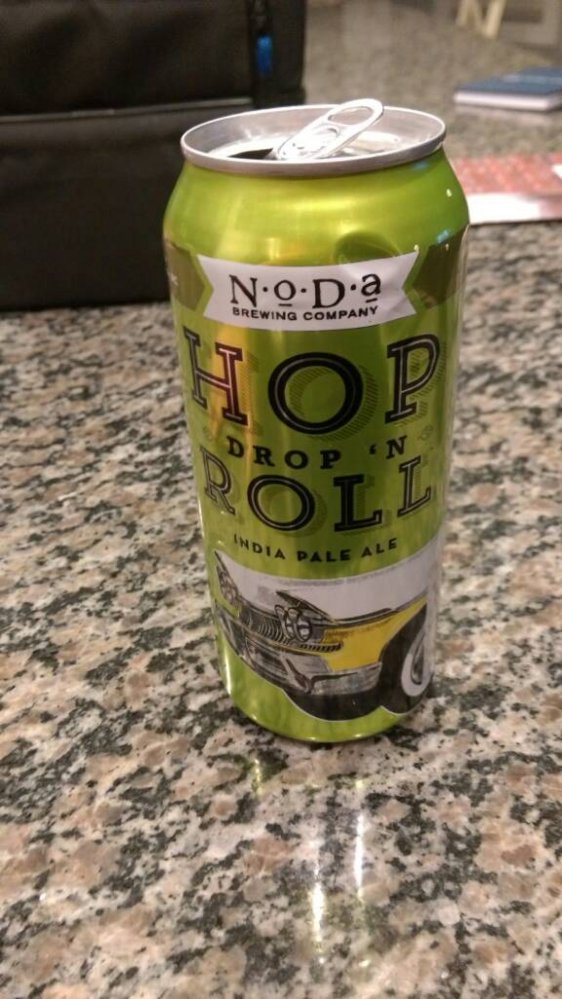 N·o·D·a
BREWING COMPANY
HOP
DROP 'N
ROLL
INDIA PALE ALE